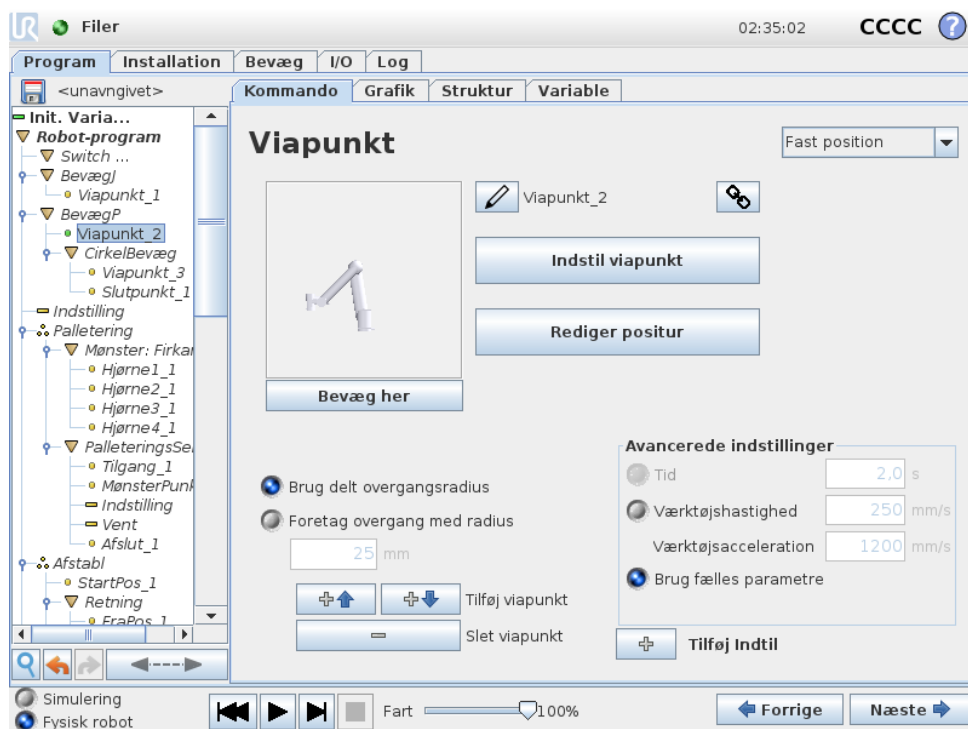 UR Filer 02:35:02 CCCC ?
Program Installation Bevæg I/O Log
<unavngivet>
Kommando Grafik Struktur Variable
Init. Varia...
Robot-program
Switch ...
BevægJ
Viapunkt_1
BevægP
Viapunkt_2
CirkelBevæg
Viapunkt_3
Slutpunkt_1
Indstilling
Palletering
Mønster: Firkan
Hjørne1_1
Hjørne2_1
Hjørne3_1
Hjørne4_1
PalleteringsSe
Tilgang_1
MønsterPunk
Indstilling
Vent
Afslut_1
Afstabl
StartPos_1
Retning
FraPos_1
Viapunkt
Fast position
Viapunkt_2
Indstil viapunkt
Rediger positur
Bevæg her
Brug delt overgangsradius
Foretag overgang med radius
25 mm
Tilføj viapunkt
Slet viapunkt
Avancerede indstillinger
Tid 2,0 s
Værktøjshastighed 250 mm/s
Værktøjsacceleration 1200 mm/s
Brug fælles parametre
Tilføj Indtil
Simulering
Fysisk robot
Fart 100%
Forrige Næste